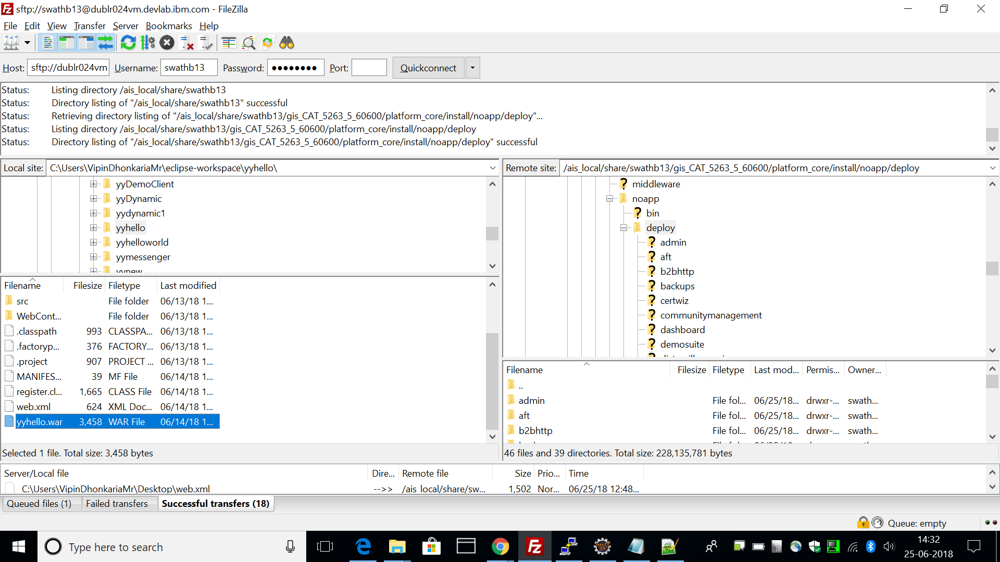 sftp://swathb13@dublr024vm.devlab.ibm.com - FileZilla
File Edit View Transfer Server Bookmarks Help
Host: sftp://dublr024vm Username: swathb13 Password: ●●●●●●●● Port: Quickconnect
Status: Listing directory /ais_local/share/swathb13
Status: Directory listing of "/ais_local/share/swathb13" successful
Status: Retrieving directory listing of "/ais_local/share/swathb13/gis_CAT_5263_5_60600/platform_core/install/noapp/deploy"...
Status: Listing directory /ais_local/share/swathb13/gis_CAT_5263_5_60600/platform_core/install/noapp/deploy
Status: Directory listing of "/ais_local/share/swathb13/gis_CAT_5263_5_60600/platform_core/install/noapp/deploy" successful
Local site: C:\Users\VipinDhonkariaMr\eclipse-workspace\yyhello\
yyDemoClient
yyDynamic
yydynamic1
yyhello
yyhelloworld
yymessenger
yynew
Filename Filesize Filetype Last modified
src File folder 06/13/18 1...
WebCont... File folder 06/13/18 1...
.classpath 993 CLASSPA... 06/13/18 1...
.factoryp... 376 FACTORY... 06/13/18 1...
.project 907 PROJECT ... 06/13/18 1...
MANIFES... 39 MF File 06/14/18 1...
register.cl... 1,665 CLASS File 06/14/18 1...
web.xml 624 XML Doc... 06/14/18 1...
yyhello.war 3,458 WAR File 06/14/18 1...
Selected 1 file. Total size: 3,458 bytes
Remote site: /ais_local/share/swathb13/gis_CAT_5263_5_60600/platform_core/install/noapp/deploy
middleware
noapp
bin
deploy
admin
aft
b2bhttp
backups
certwiz
communitymanagement
dashboard
demosuite
Filename Filesize Filetype Last mod... Permis... Owner...
..
admin File fol... 06/25/18... drwxr-... swath...
aft File fol... 06/25/18... drwxr-... swath...
b2bhttp File fol... 06/25/18... drwxr-... swath...
46 files and 39 directories. Total size: 228,135,781 bytes
Server/Local file Dire... Remote file Size Prio... Time
C:\Users\VipinDhonkariaMr\Desktop\web.xml -->> /ais_local/share/sw... 1,502 Nor... 06/25/18 12:48...
Queued files (1) Failed transfers Successful transfers (18)
Queue: empty
Type here to search
Java EE
IDE
14:32
25-06-2018